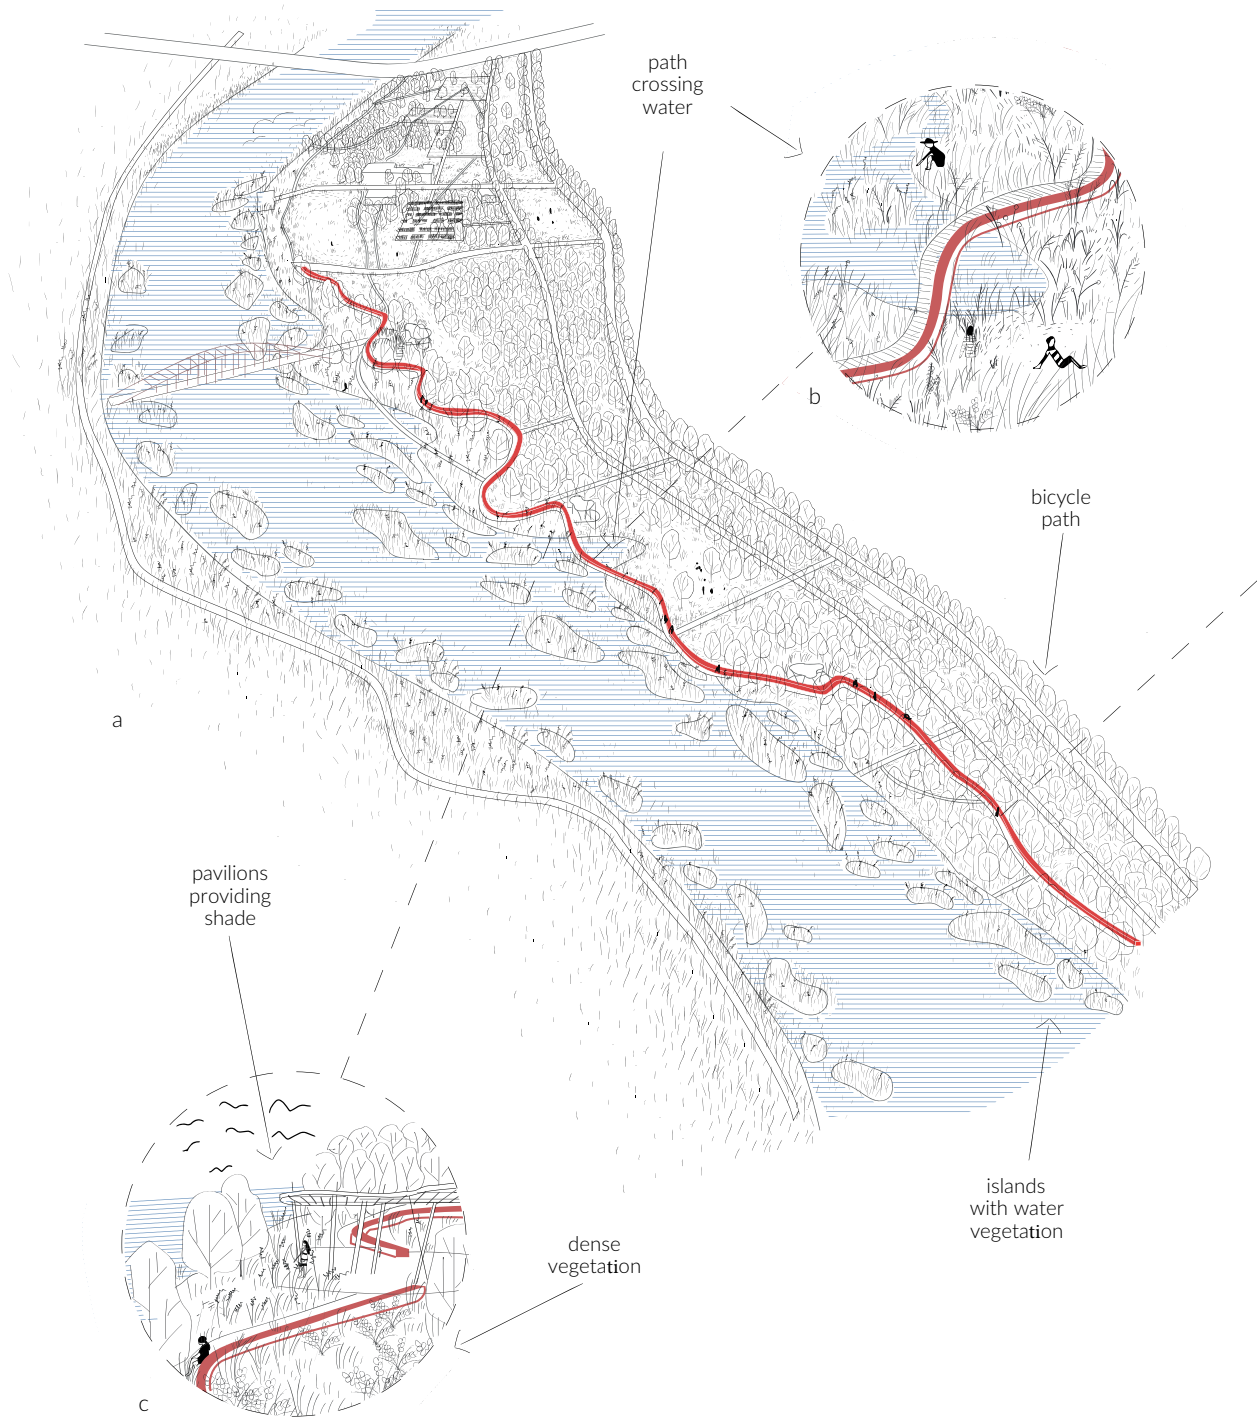 path
crossing
water
b
bicycle
path
a
pavilions
providing
shade
islands
with water
vegetation
dense
vegetation
c